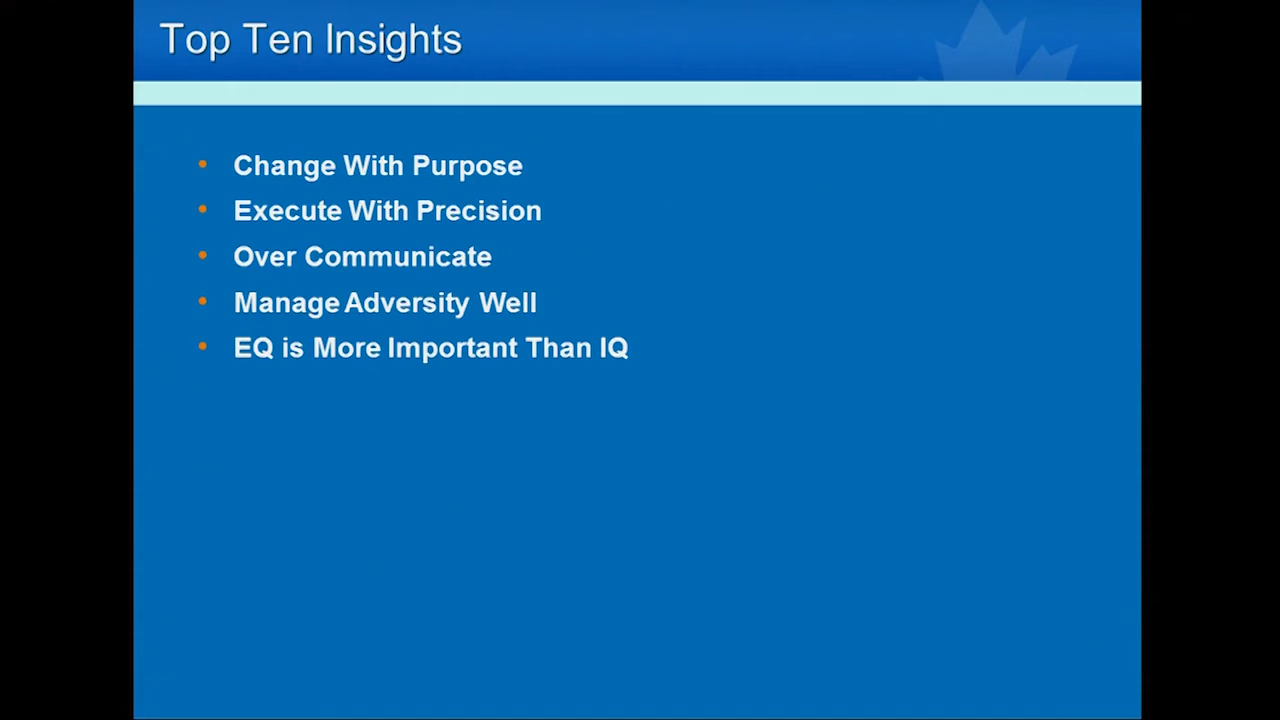 Top Ten Insights
• Change With Purpose
• Execute With Precision
• Over Communicate
• Manage Adversity Well
• EQ is More Important Than IQ